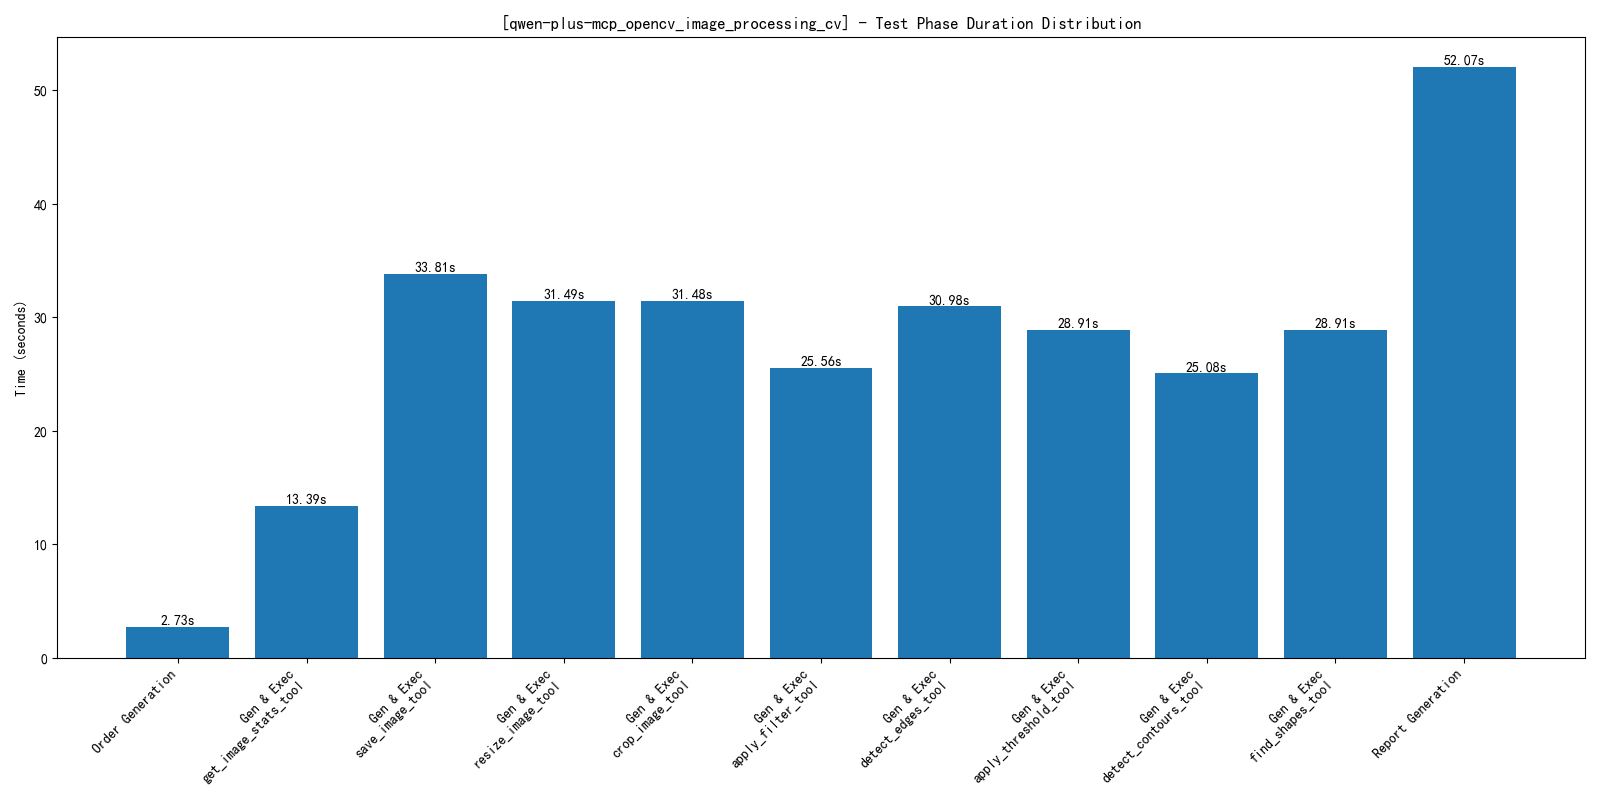 [qwen-plus-mcp_opencv_image_processing_cv] - Test Phase Duration Distribution
Time (seconds)
50
40
30
20
10
0
2.73s
13.39s
33.81s
31.49s
31.48s
25.56s
30.98s
28.91s
25.08s
28.91s
52.07s
Order Generation
Gen & Exec
get_image_stats_tool
Gen & Exec
save_image_tool
Gen & Exec
resize_image_tool
Gen & Exec
crop_image_tool
Gen & Exec
apply_filter_tool
Gen & Exec
detect_edges_tool
Gen & Exec
apply_threshold_tool
Gen & Exec
detect_contours_tool
Gen & Exec
find_shapes_tool
Report Generation